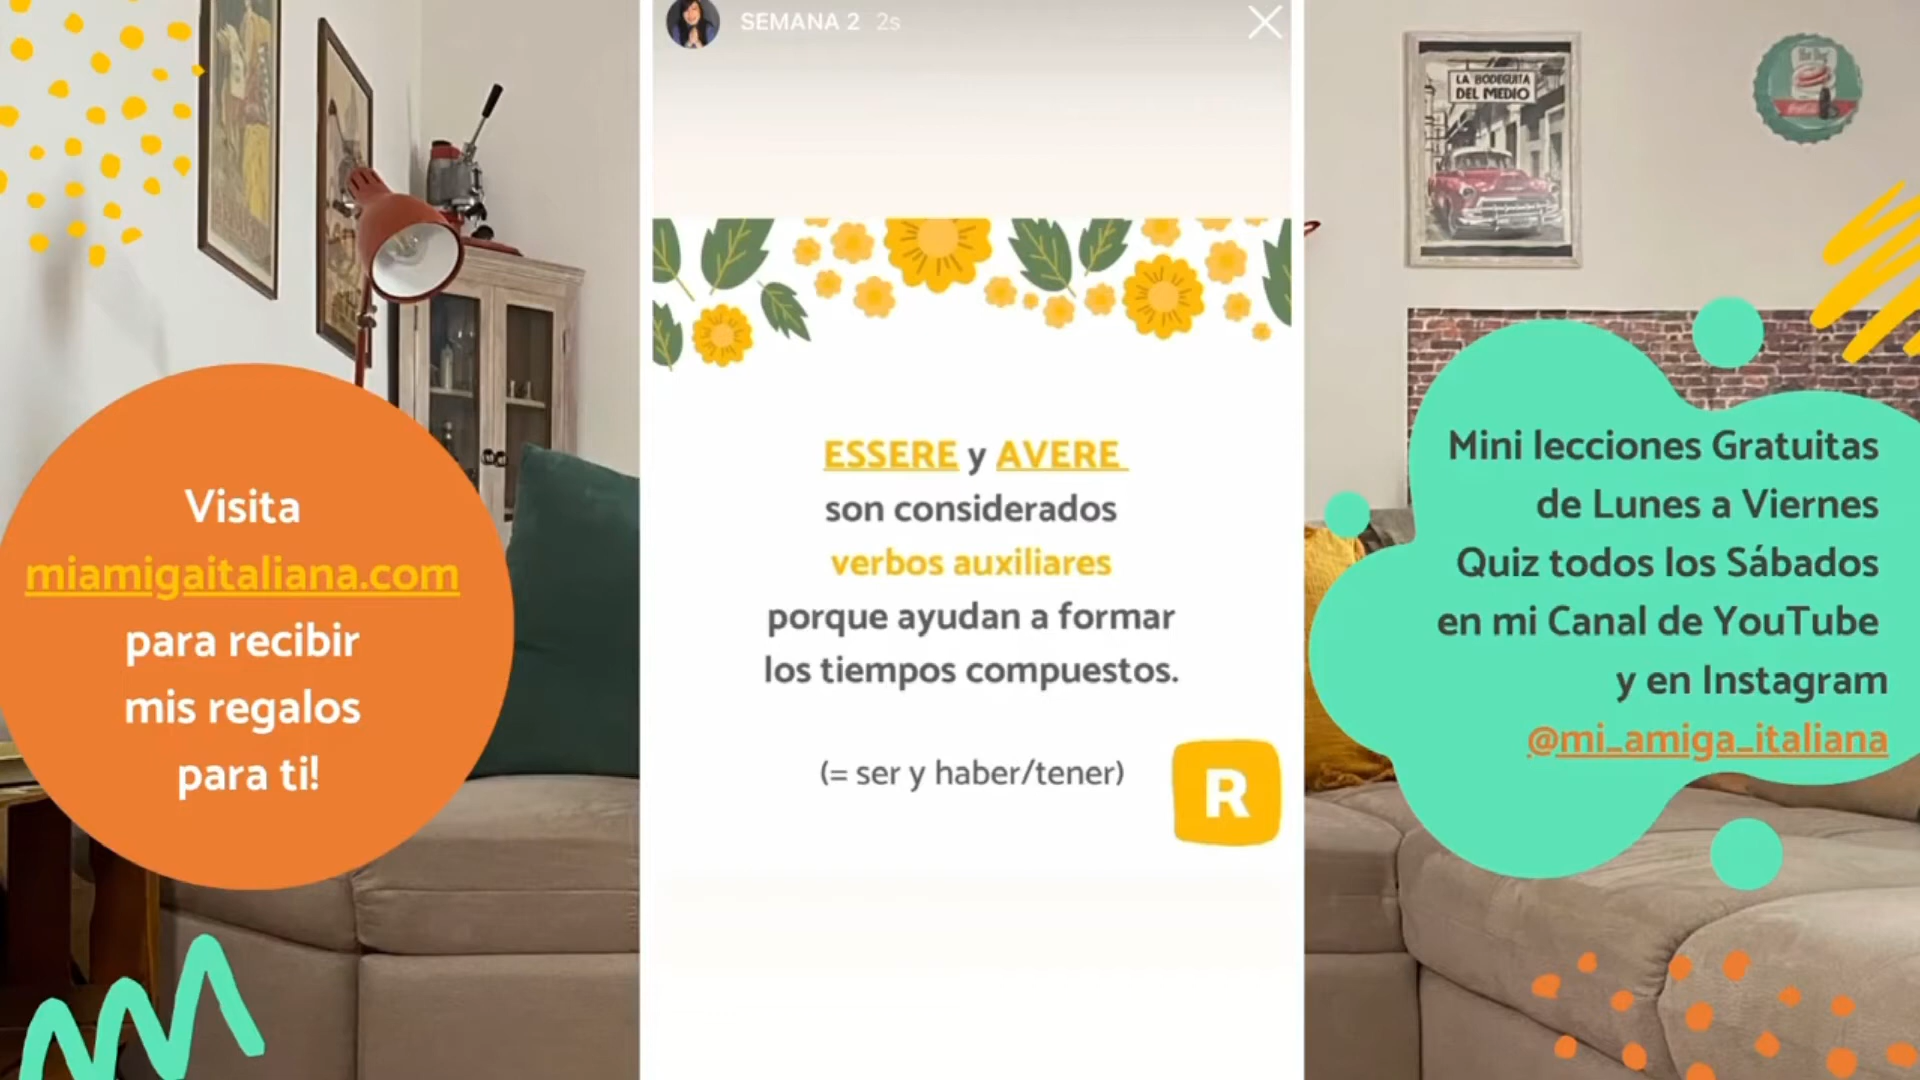 SEMANA 2 2s
LA BODEGUITA
DEL MEDIO
Visita
miamigaitaliana.com
para recibir
mis regalos
para ti!
ESSERE y AVERE
son considerados
verbos auxiliares
porque ayudan a formar
los tiempos compuestos.
(= ser y haber/tener)
R
Mini lecciones Gratuitas
de Lunes a Viernes
Quiz todos los Sábados
en mi Canal de YouTube
y en Instagram
@mi_amiga_italiana